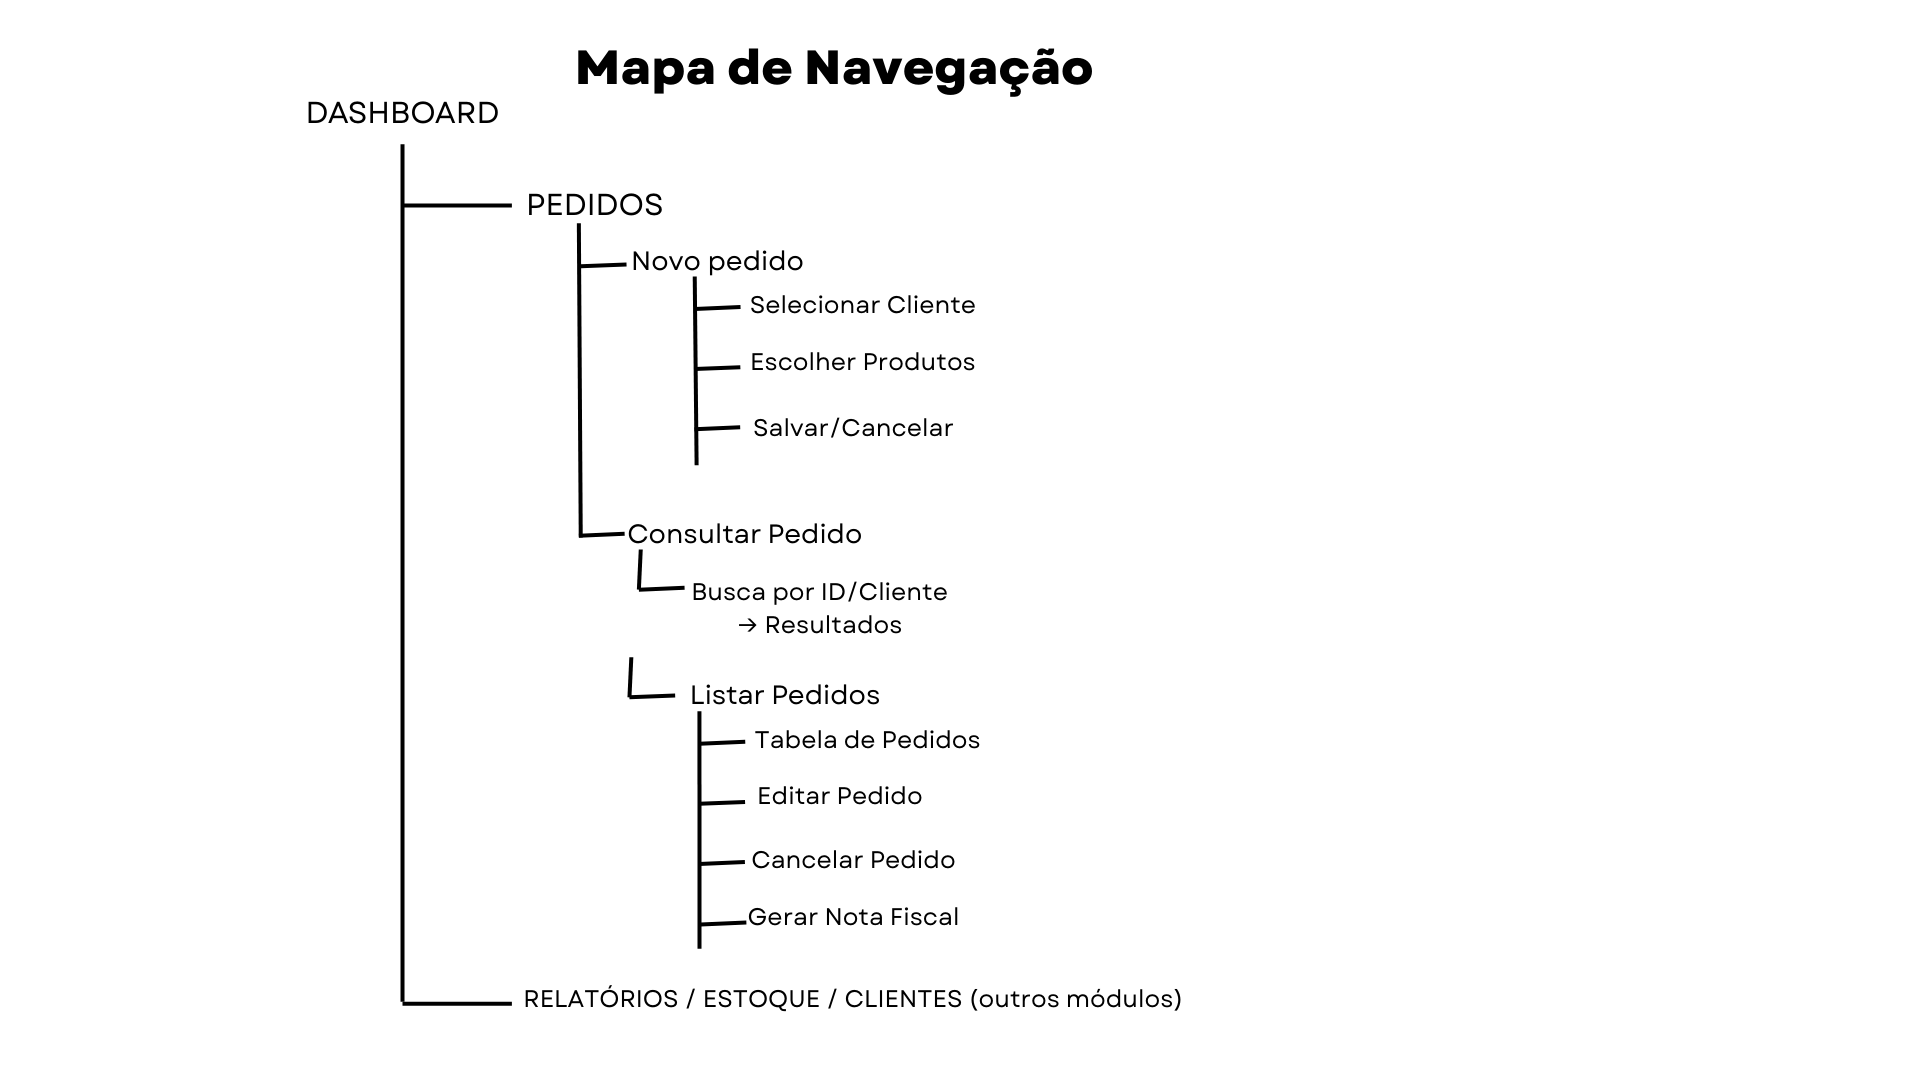 Mapa de Navegação
DASHBOARD
PEDIDOS
Novo pedido
Selecionar Cliente
Escolher Produtos
Salvar/Cancelar
Consultar Pedido
Busca por ID/Cliente
→ Resultados
Listar Pedidos
Tabela de Pedidos
Editar Pedido
Cancelar Pedido
Gerar Nota Fiscal
RELATÓRIOS / ESTOQUE / CLIENTES (outros módulos)